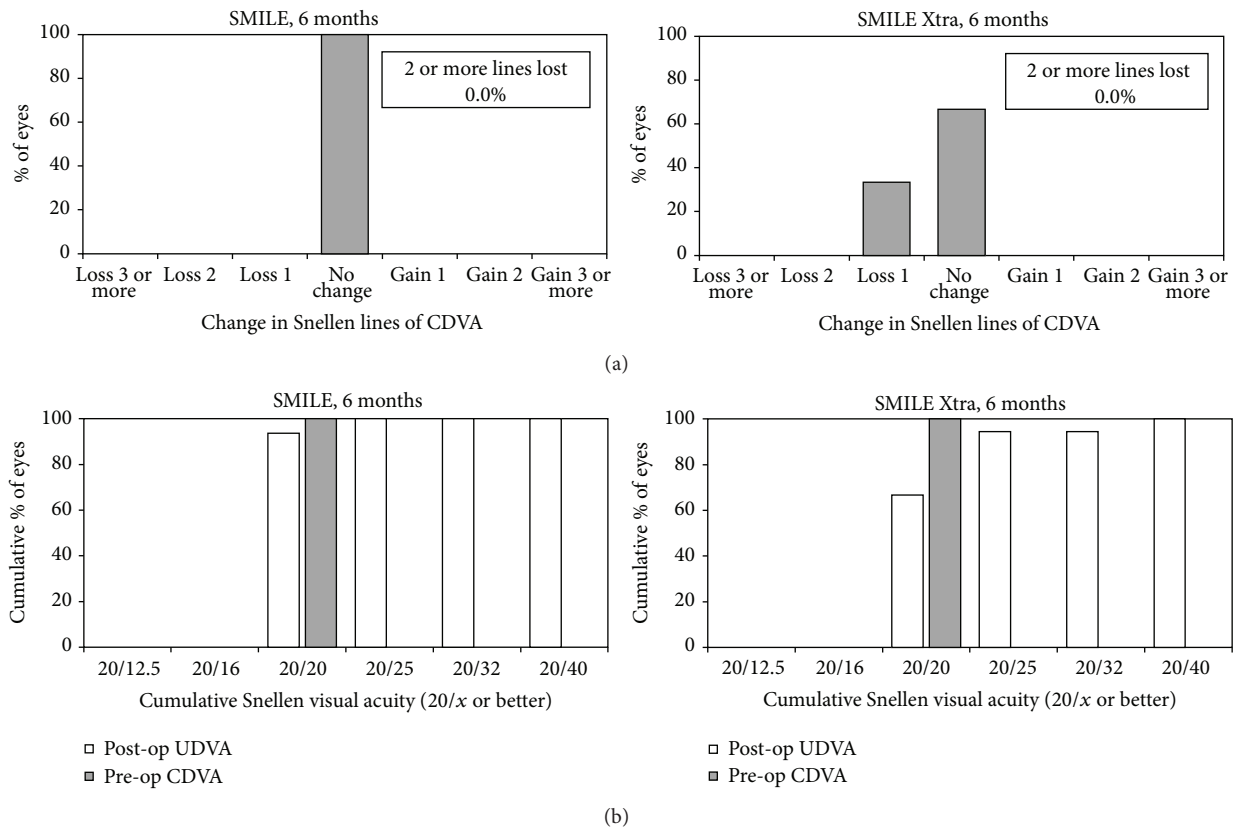 SMILE, 6 months
100
80
60
40
20
0
% of eyes
2 or more lines lost
0.0%
Loss 3 or more
Loss 2
Loss 1
No change
Gain 1
Gain 2
Gain 3 or more
Change in Snellen lines of CDVA
SMILE Xtra, 6 months
100
80
60
40
20
0
% of eyes
2 or more lines lost
0.0%
Loss 3 or more
Loss 2
Loss 1
No change
Gain 1
Gain 2
Gain 3 or more
Change in Snellen lines of CDVA
(a)
SMILE, 6 months
100
80
60
40
20
0
Cumulative % of eyes
20/12.5
20/16
20/20
20/25
20/32
20/40
Cumulative Snellen visual acuity (20/x or better)
Post-op UDVA
Pre-op CDVA
SMILE Xtra, 6 months
100
80
60
40
20
0
Cumulative % of eyes
20/12.5
20/16
20/20
20/25
20/32
20/40
Cumulative Snellen visual acuity (20/x or better)
Post-op UDVA
Pre-op CDVA
(b)